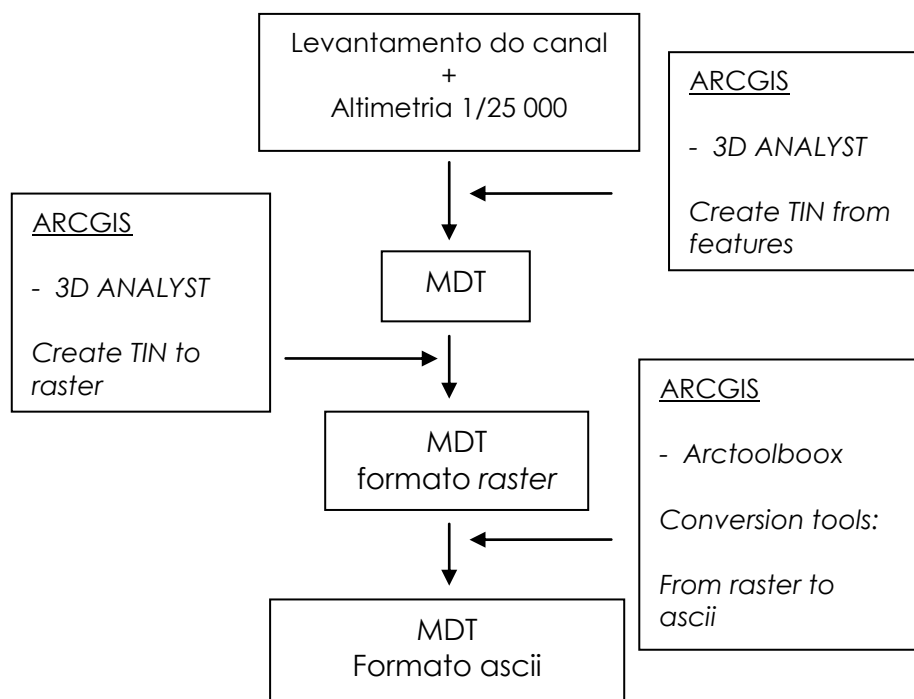 Levantamento do canal
+
Altimetria 1/25 000
ARCGIS
- 3D ANALYST
Create TIN from
features
MDT
ARCGIS
- 3D ANALYST
Create TIN to
raster
MDT
formato raster
ARCGIS
- Arctoolboox
Conversion tools:
From raster to
ascii
MDT
Formato ascii